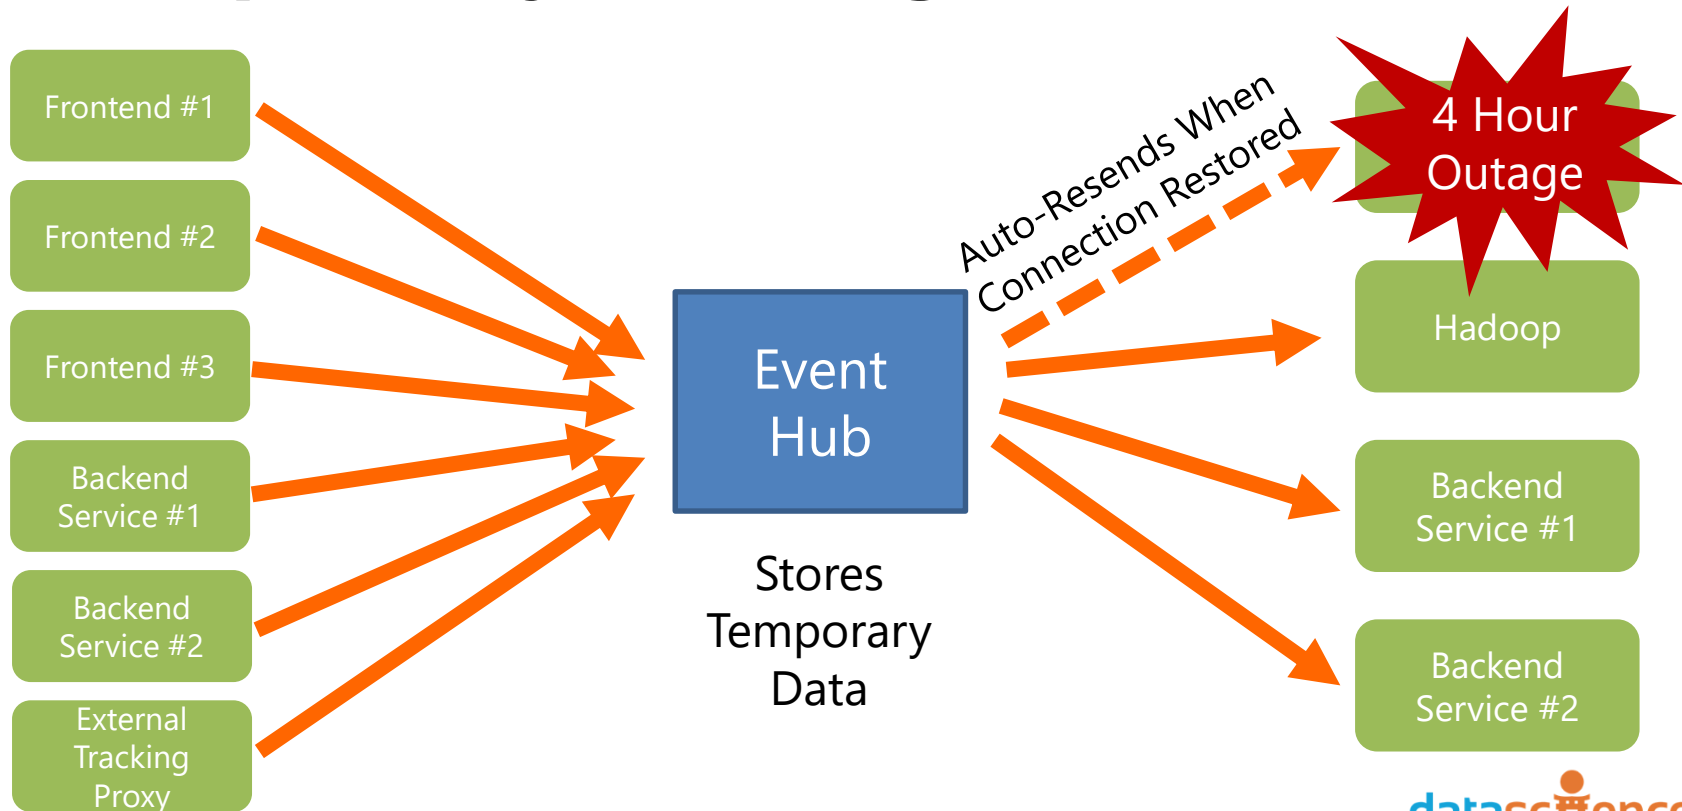 Frontend #1
Frontend #2
Frontend #3
Backend
Service #1
Backend
Service #2
External
Tracking
Proxy
Event
Hub
Stores
Temporary
Data
Auto-Resends When
Connection Restored
4 Hour
Outage
Hadoop
Backend
Service #1
Backend
Service #2